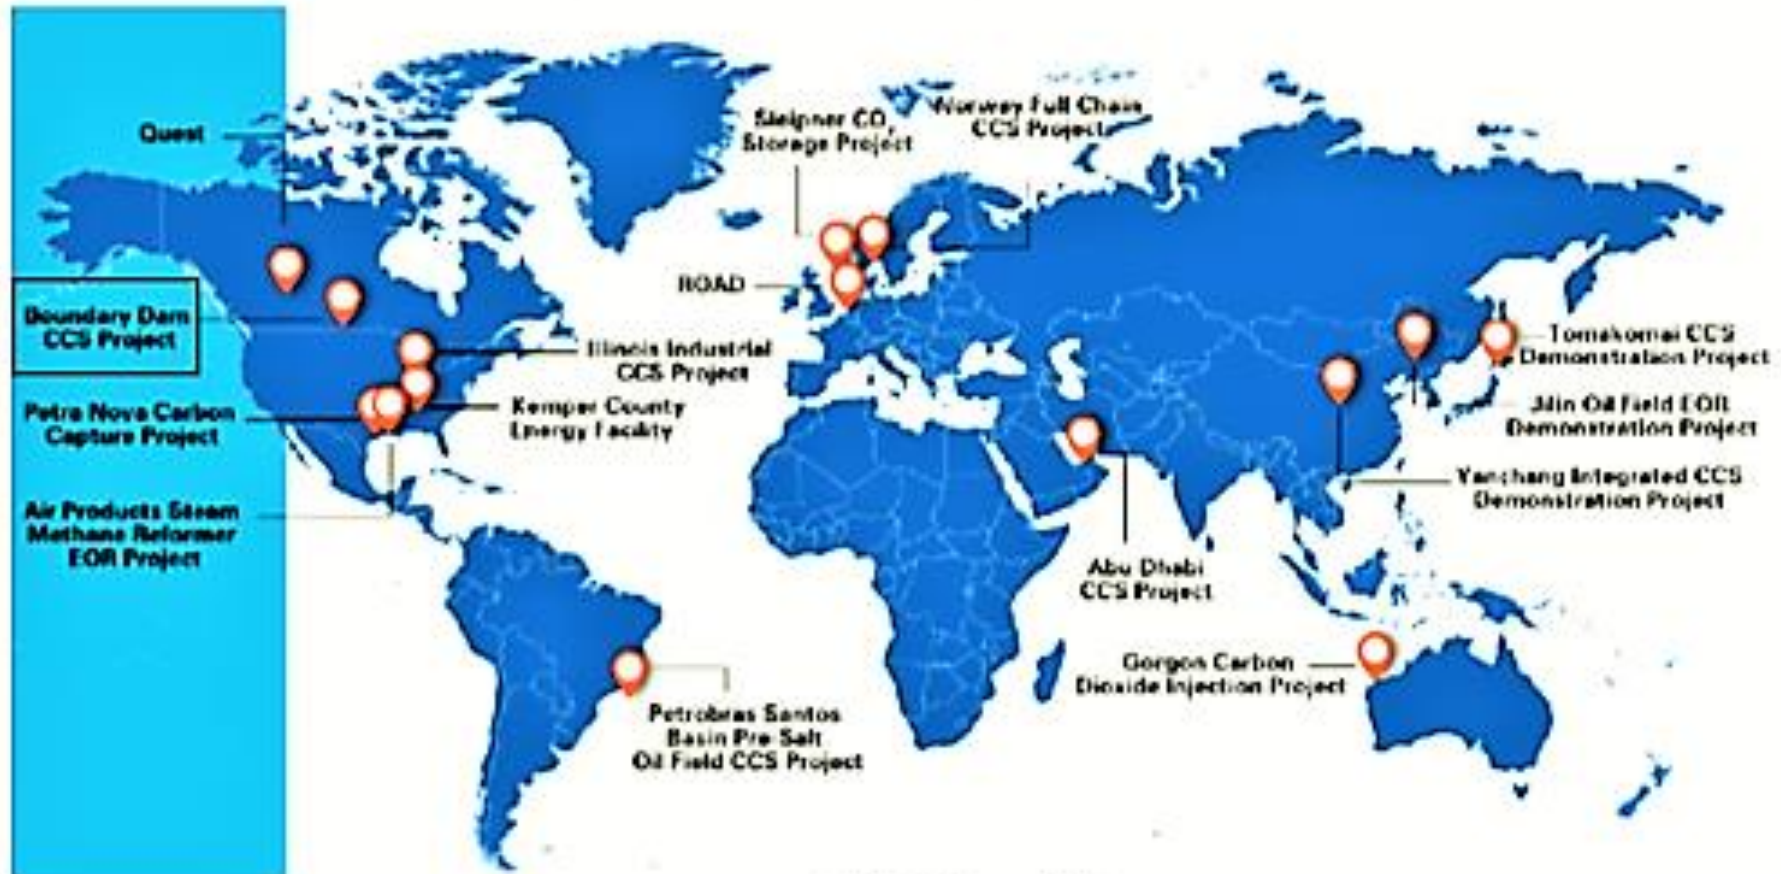 Quest
Boundary Dam
CCS Project
Petra Nova Carbon
Capture Project
Air Products Steam
Methane Reformer
EOR Project
Sleipner CO2
Storage Project
Norway Full Chain
CCS Project
ROAD
Illinois Industrial
CCS Project
Kemper County
Energy Facility
Petrobras Santos
Basin Pre-Salt
Oil Field CCS Project
Abu Dhabi
CCS Project
Gorgon Carbon
Dioxide Injection Project
Tomakomai CCS
Demonstration Project
Jilin Oil Field EOR
Demonstration Project
Yanchang Integrated CCS
Demonstration Project